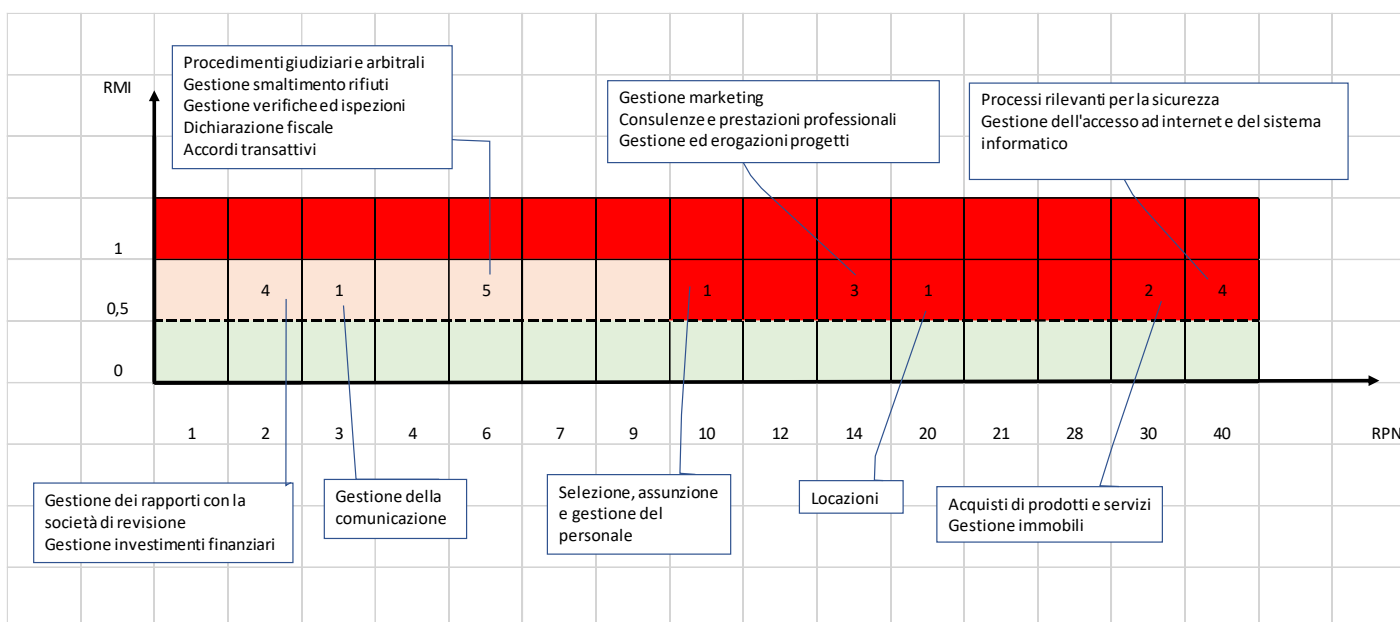 Procedimenti giudiziari e arbitrali
Gestione smaltimento rifiuti
Gestione verifiche ed ispezioni
Dichiarazione fiscale
Accordi transattivi
Gestione marketing
Consulenze e prestazioni professionali
Gestione ed erogazioni progetti
Processi rilevanti per la sicurezza
Gestione dell'accesso ad internet e del sistema
informatico
RMI
1
4 1 5 1 3 1 2 4
0,5
0
1 2 3 4 6 7 9 10 12 14 20 21 28 30 40 RPN
Gestione dei rapporti con la
società di revisione
Gestione investimenti finanziari
Gestione della
comunicazione
Selezione, assunzione
e gestione del
personale
Locazioni
Acquisti di prodotti e servizi
Gestione immobili